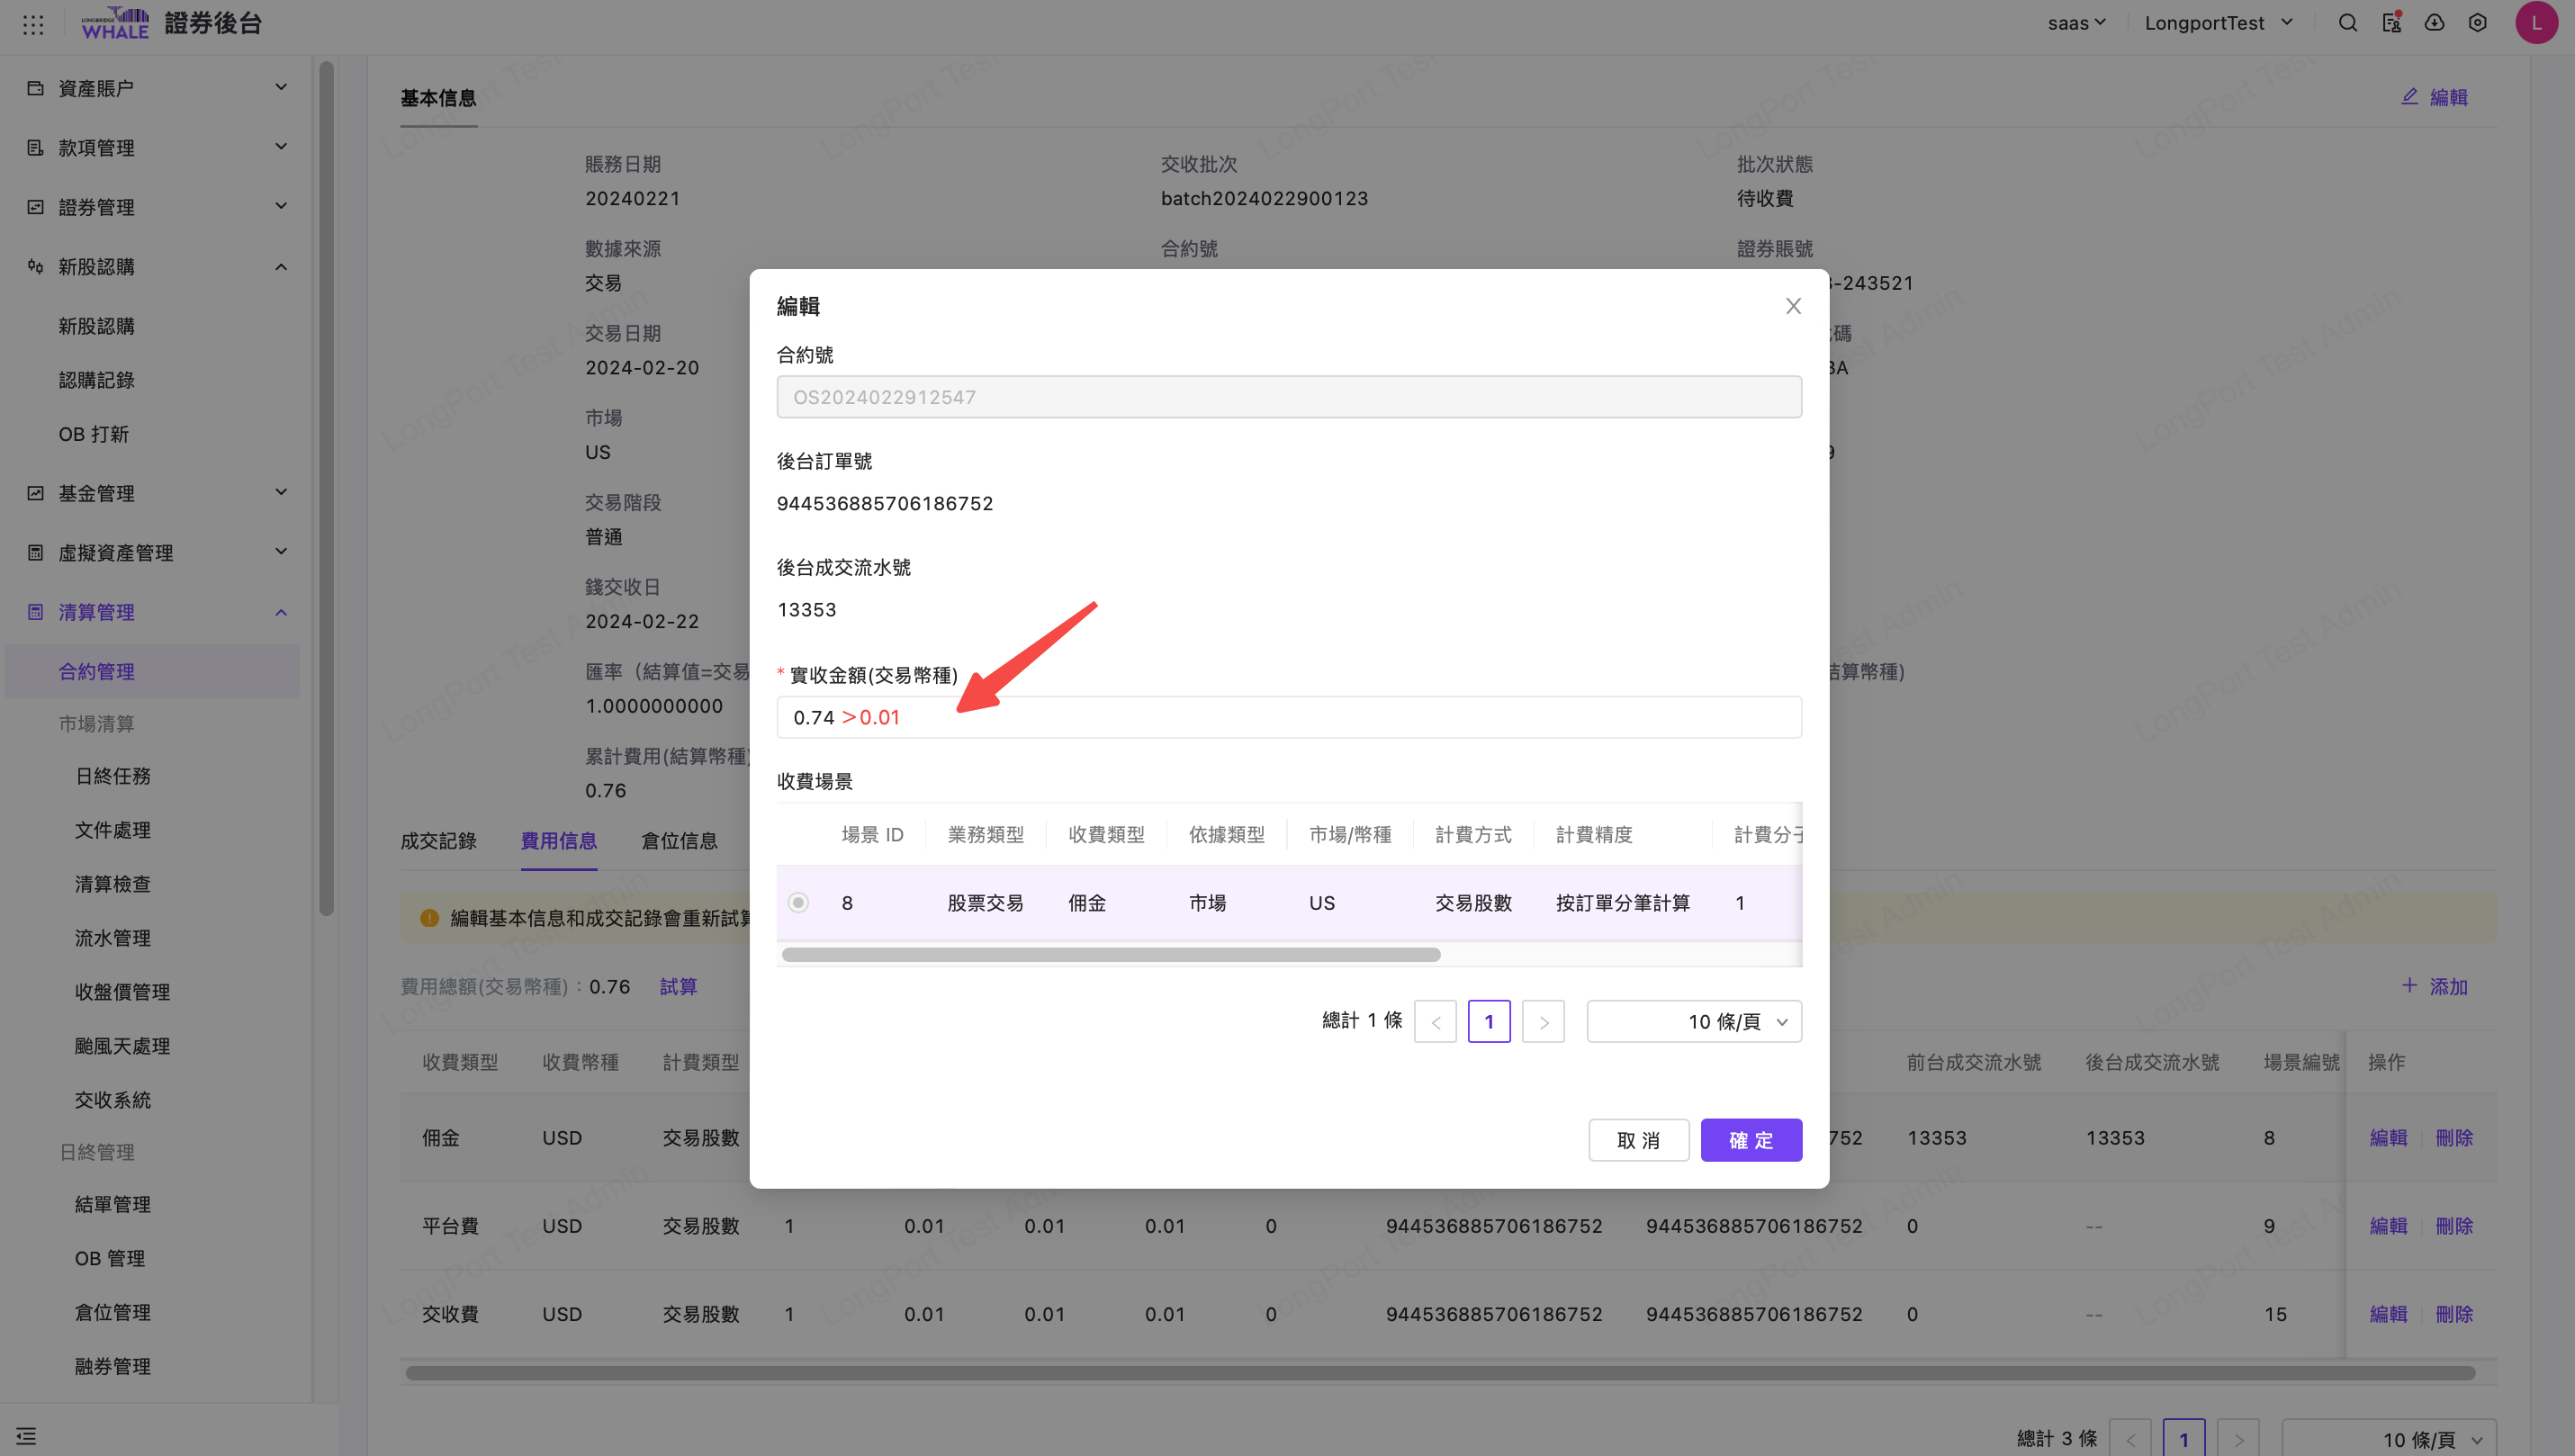 LONGBRIDGE
WHALE
證券後台
saas
LongportTest
L
資產賬戶
款項管理
證券管理
新股認購
新股認購
認購記錄
OB 打新
基金管理
虛擬資產管理
清算管理
合約管理
市場清算
日終任務
文件處理
清算檢查
流水管理
收盤價管理
颱風天處理
交收系統
日終管理
結單管理
OB 管理
倉位管理
融券管理
基本信息
編輯
賬務日期
20240221
交收批次
batch2024022900123
批次狀態
待收費
數據來源
交易
合約號
證券賬號
-243521
交易日期
2024-02-20
碼
市場
US
交易階段
普通
錢交收日
2024-02-22
匯率（結算值=交易
1.0000000000
結算幣種)
累計費用(結算幣種)
0.76
成交記錄 費用信息 倉位信息
編輯基本信息和成交記錄會重新試算
費用總額(交易幣種)：0.76 試算
添加
收費類型 收費幣種 計費類型 前台成交流水號 後台成交流水號 場景編號 操作
佣金 USD 交易股數 752 13353 13353 8 編輯 刪除
平台費 USD 交易股數 1 0.01 0.01 0.01 0 944536885706186752 944536885706186752 0 -- 9 編輯 刪除
交收費 USD 交易股數 1 0.01 0.01 0.01 0 944536885706186752 944536885706186752 0 -- 15 編輯 刪除
總計 3 條 < 1 > 10 條/頁
編輯
合約號
OS2024022912547
後台訂單號
944536885706186752
後台成交流水號
13353
* 實收金額(交易幣種)
0.74 >0.01
收費場景
場景 ID 業務類型 收費類型 依據類型 市場/幣種 計費方式 計費精度 計費分子
8 股票交易 佣金 市場 US 交易股數 按訂單分筆計算 1
總計 1 條 < 1 > 10 條/頁
取 消
確 定
LongPort Test Admin